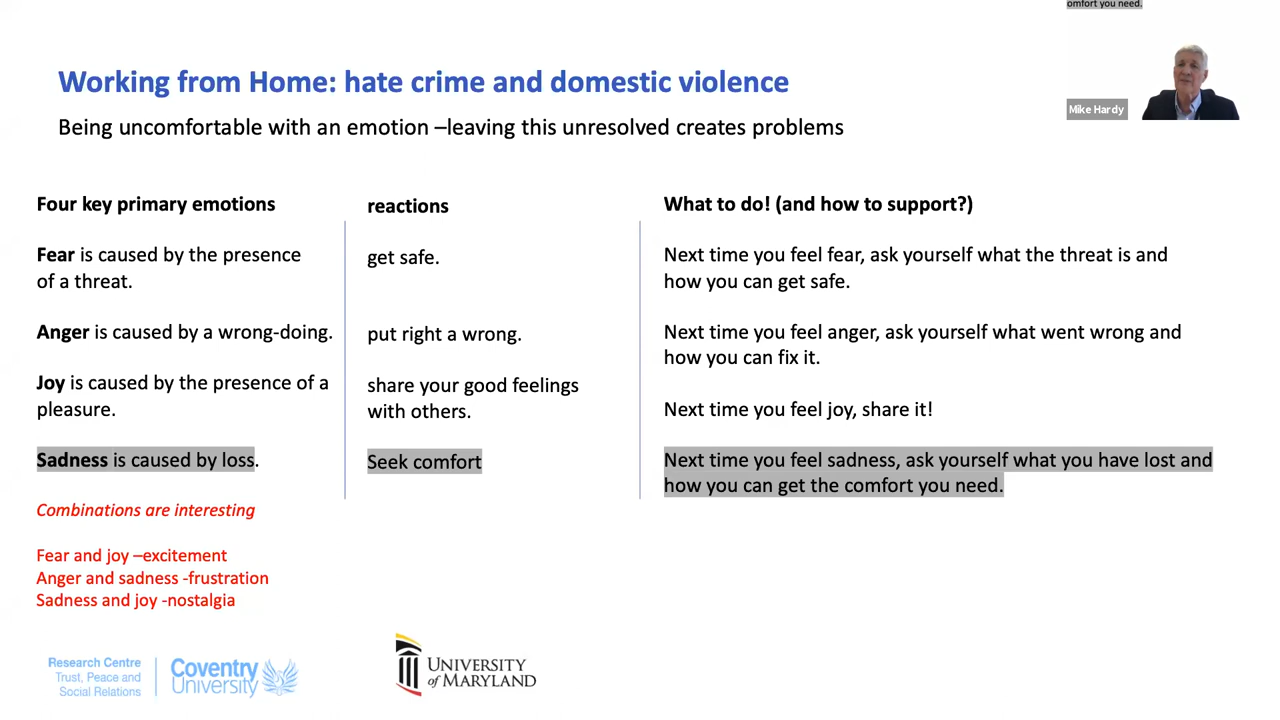 omfort you need.
Mike Hardy
Working from Home: hate crime and domestic violence
Being uncomfortable with an emotion –leaving this unresolved creates problems
Four key primary emotions
reactions
What to do! (and how to support?)
Fear is caused by the presence
of a threat.
get safe.
Next time you feel fear, ask yourself what the threat is and
how you can get safe.
Anger is caused by a wrong-doing.
put right a wrong.
Next time you feel anger, ask yourself what went wrong and
how you can fix it.
Joy is caused by the presence of a
pleasure.
share your good feelings
with others.
Next time you feel joy, share it!
Sadness is caused by loss.
Seek comfort
Next time you feel sadness, ask yourself what you have lost and
how you can get the comfort you need.
Combinations are interesting
Fear and joy –excitement
Anger and sadness -frustration
Sadness and joy -nostalgia
Research Centre
Trust, Peace and
Social Relations
Coventry
University
UNIVERSITY
of MARYLAND